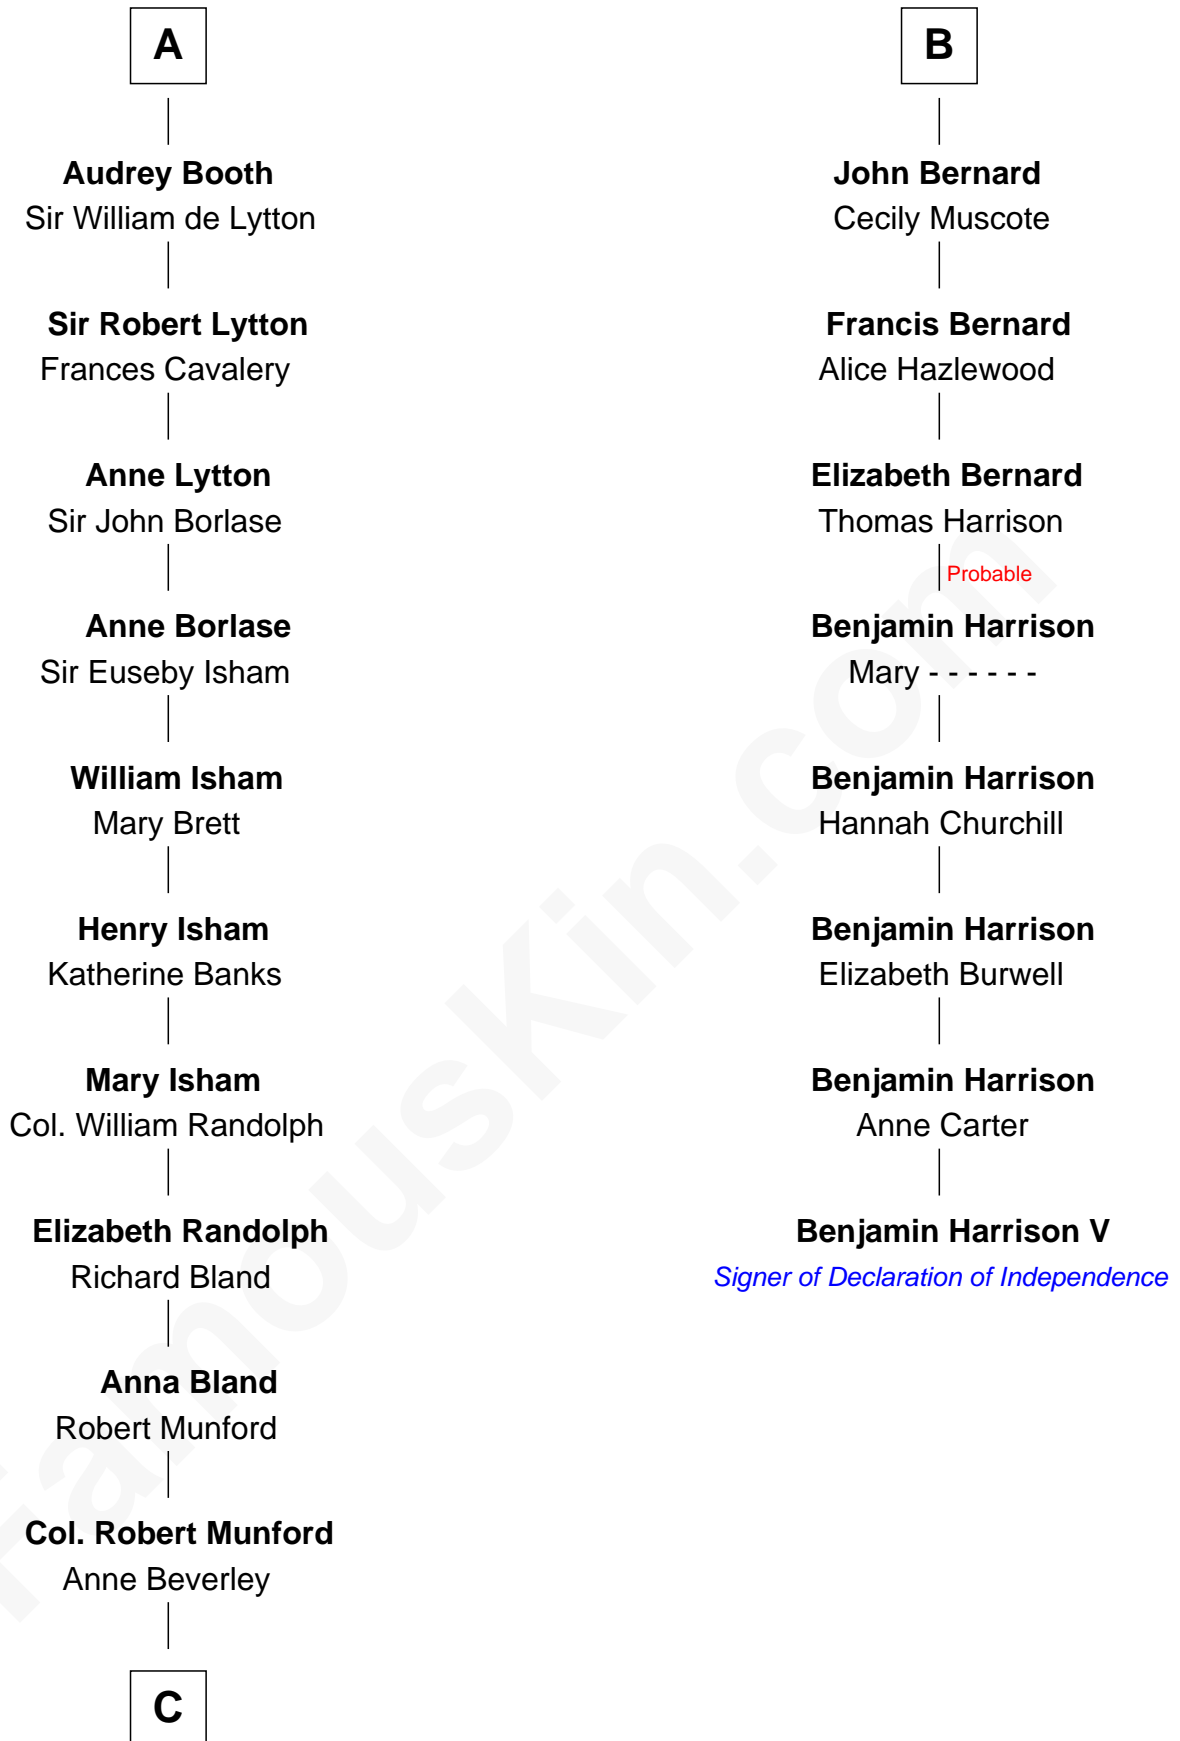 A
Audrey Booth
Sir William de Lytton
Sir Robert Lytton
Frances Cavalery
Anne Lytton
Sir John Borlase
Anne Borlase
Sir Euseby Isham
William Isham
Mary Brett
Henry Isham
Katherine Banks
Mary Isham
Col. William Randolph
Elizabeth Randolph
Richard Bland
Anna Bland
Robert Munford
Col. Robert Munford
Anne Beverley
C
B
John Bernard
Cecily Muscote
Francis Bernard
Alice Hazlewood
Elizabeth Bernard
Thomas Harrison
Probable
Benjamin Harrison
Mary - - - - - -
Benjamin Harrison
Hannah Churchill
Benjamin Harrison
Elizabeth Burwell
Benjamin Harrison
Anne Carter
Benjamin Harrison V
Signer of Declaration of Independence
FamousKin.com